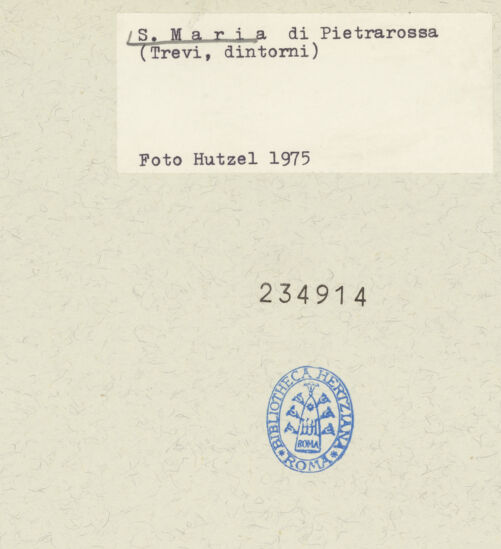 S. Maria di Pietrarossa
(Trevi, dintorni)
Foto Hutzel 1975
234914
BIBLIOTHECA HERTZIANA
ROMA
* ROMA *